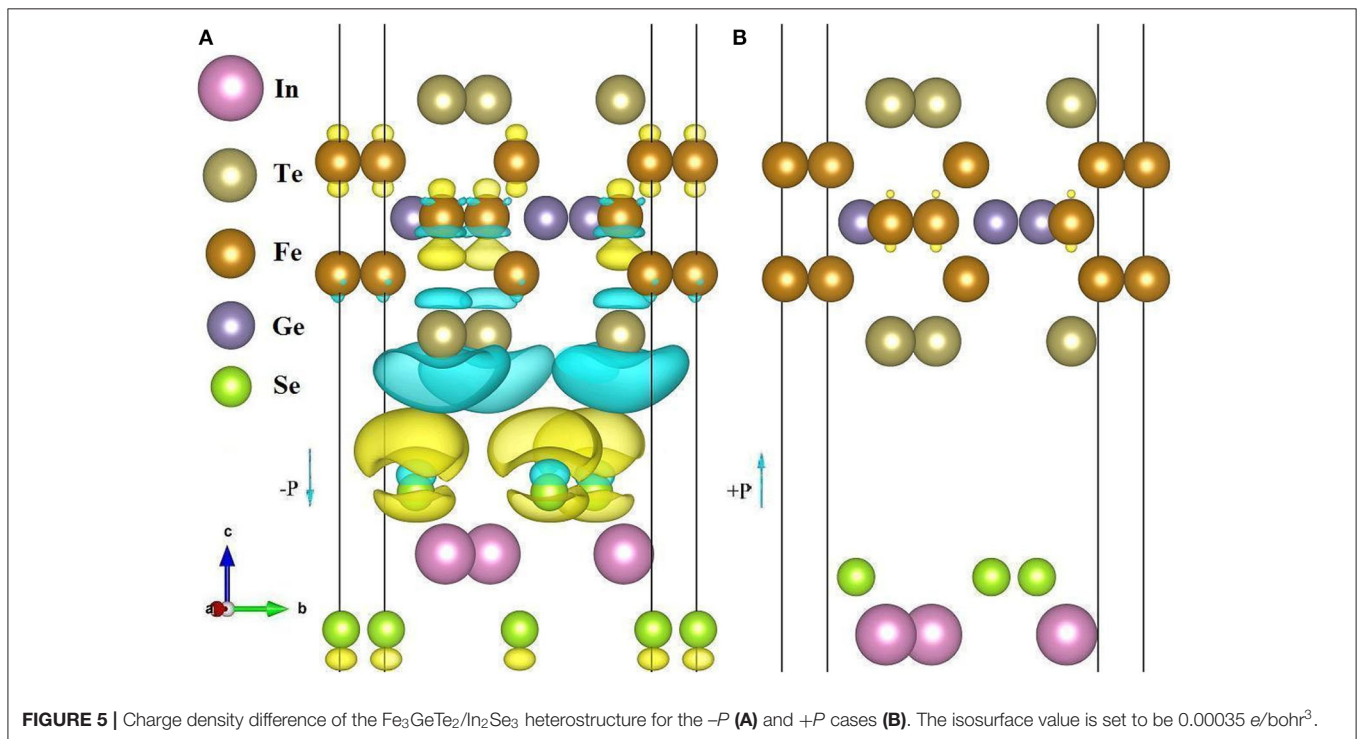 A
B
In
Te
Fe
Ge
Se
-P
+P
c
a
b
FIGURE 5 | Charge density difference of the Fe₃GeTe₂/In₂Se₃ heterostructure for the –P (A) and +P cases (B). The isosurface value is set to be 0.00035 e/bohr³.